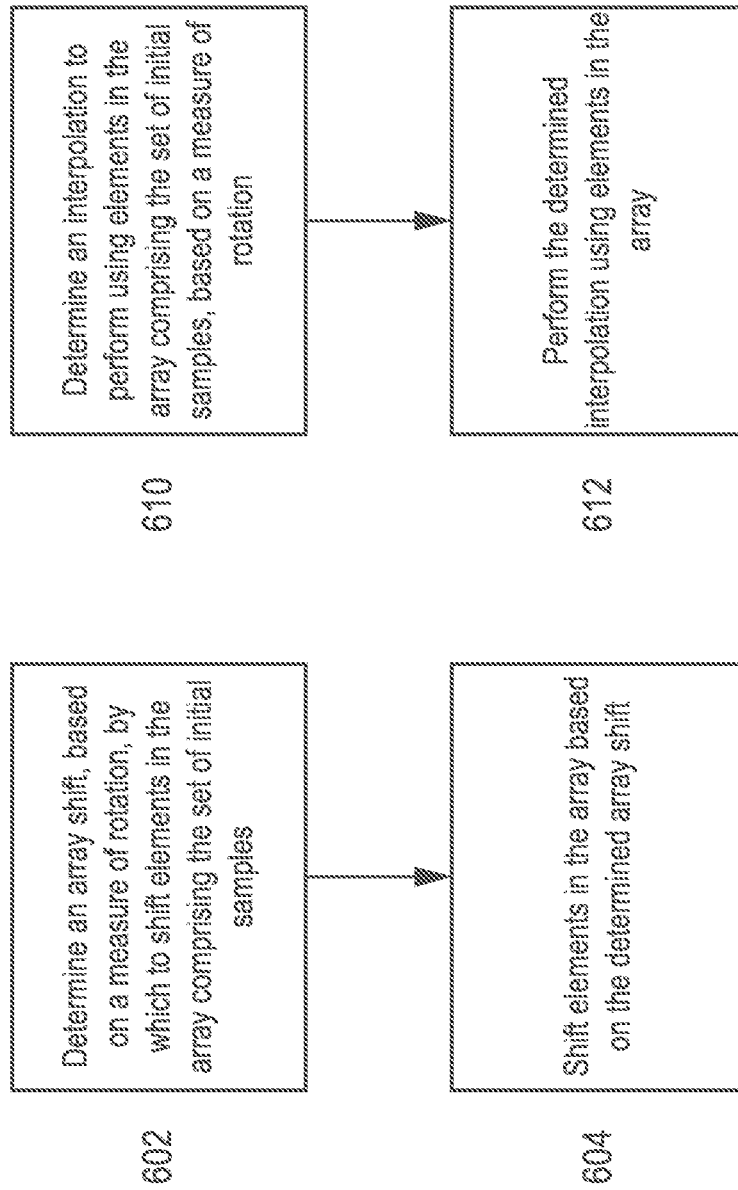 602
Determine an array shift, based
on a measure of rotation, by
which to shift elements in the
array comprising the set of initial
samples
604
Shift elements in the array based
on the determined array shift
610
Determine an interpolation to
perform using elements in the
array comprising the set of initial
samples, based on a measure of
rotation
612
Perform the determined
interpolation using elements in the
array